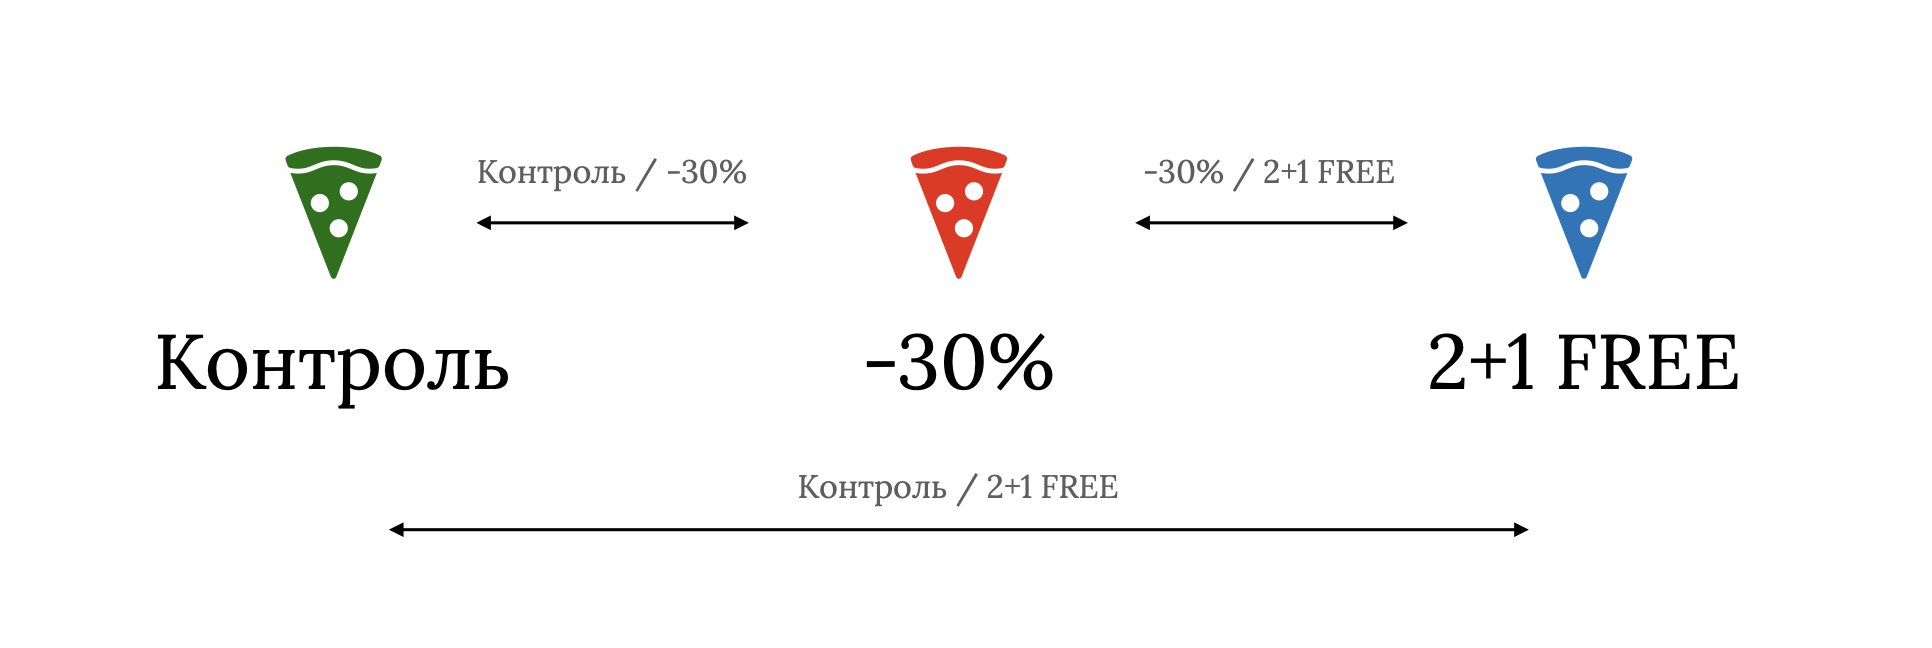 Контроль / -30%
-30% / 2+1 FREE
Контроль
-30%
2+1 FREE
Контроль / 2+1 FREE